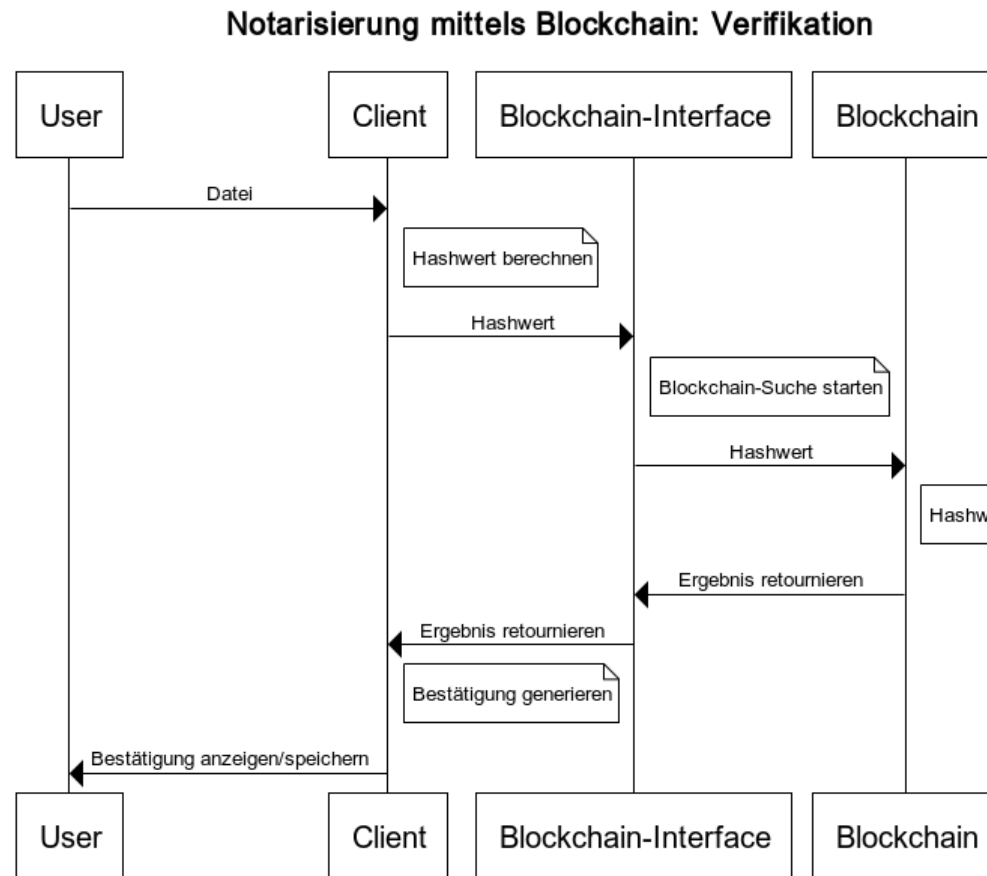 Notarisierung mittels Blockchain: Verifikation
User
Client
Blockchain-Interface
Blockchain
Datei
Hashwert berechnen
Hashwert
Blockchain-Suche starten
Hashwert
Ergebnis retournieren
Ergebnis retournieren
Bestätigung generieren
Bestätigung anzeigen/speichern
User
Client
Blockchain-Interface
Blockchain